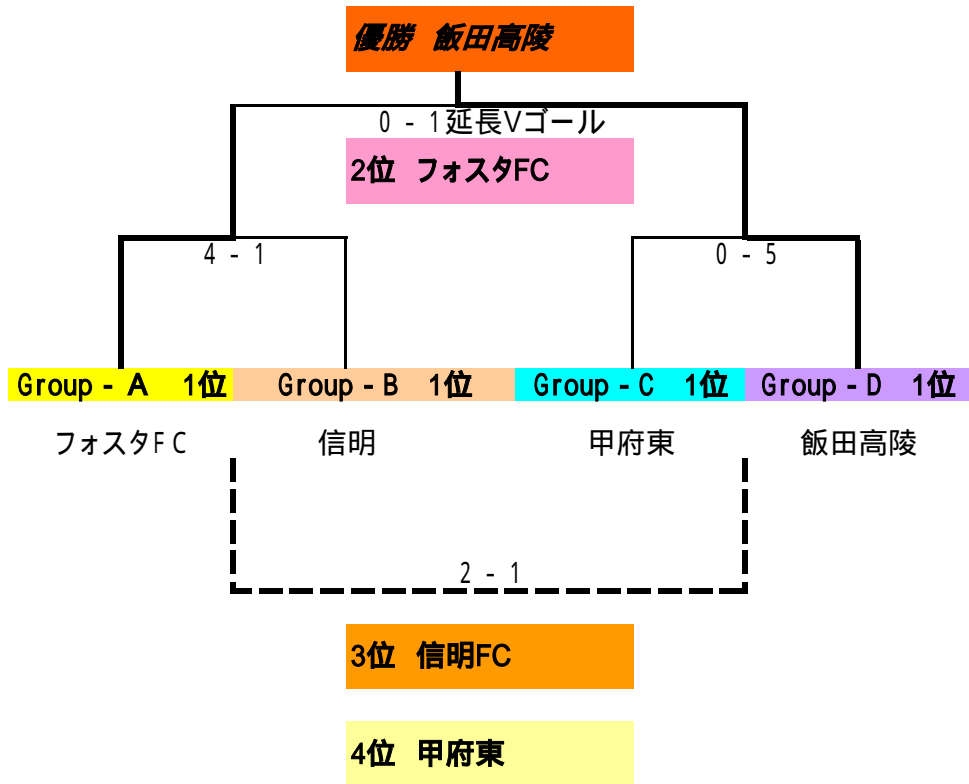 優勝 飯田高陵
0 - 1延長Vゴール
2位 フォスタFC
4 - 1
0 - 5
Group - A 1位
Group - B 1位
Group - C 1位
Group - D 1位
フォスタFC
信明
甲府東
飯田高陵
2 - 1
3位 信明FC
4位 甲府東